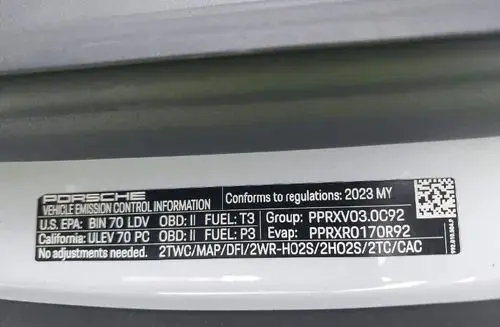 PORSCHE
VEHICLE EMISSION CONTROL INFORMATION
Conforms to regulations: 2023 MY
U.S. EPA: BIN 70 LDV OBD: II FUEL: T3 Group: PPRXV03.0C92
California: ULEV 70 PC OBD: II FUEL: P3 Evap: PPRXR0170R92
No adjustments needed. 2TWC/MAP/DFI/2WR-HO2S/2HO2S/2TC/CAC